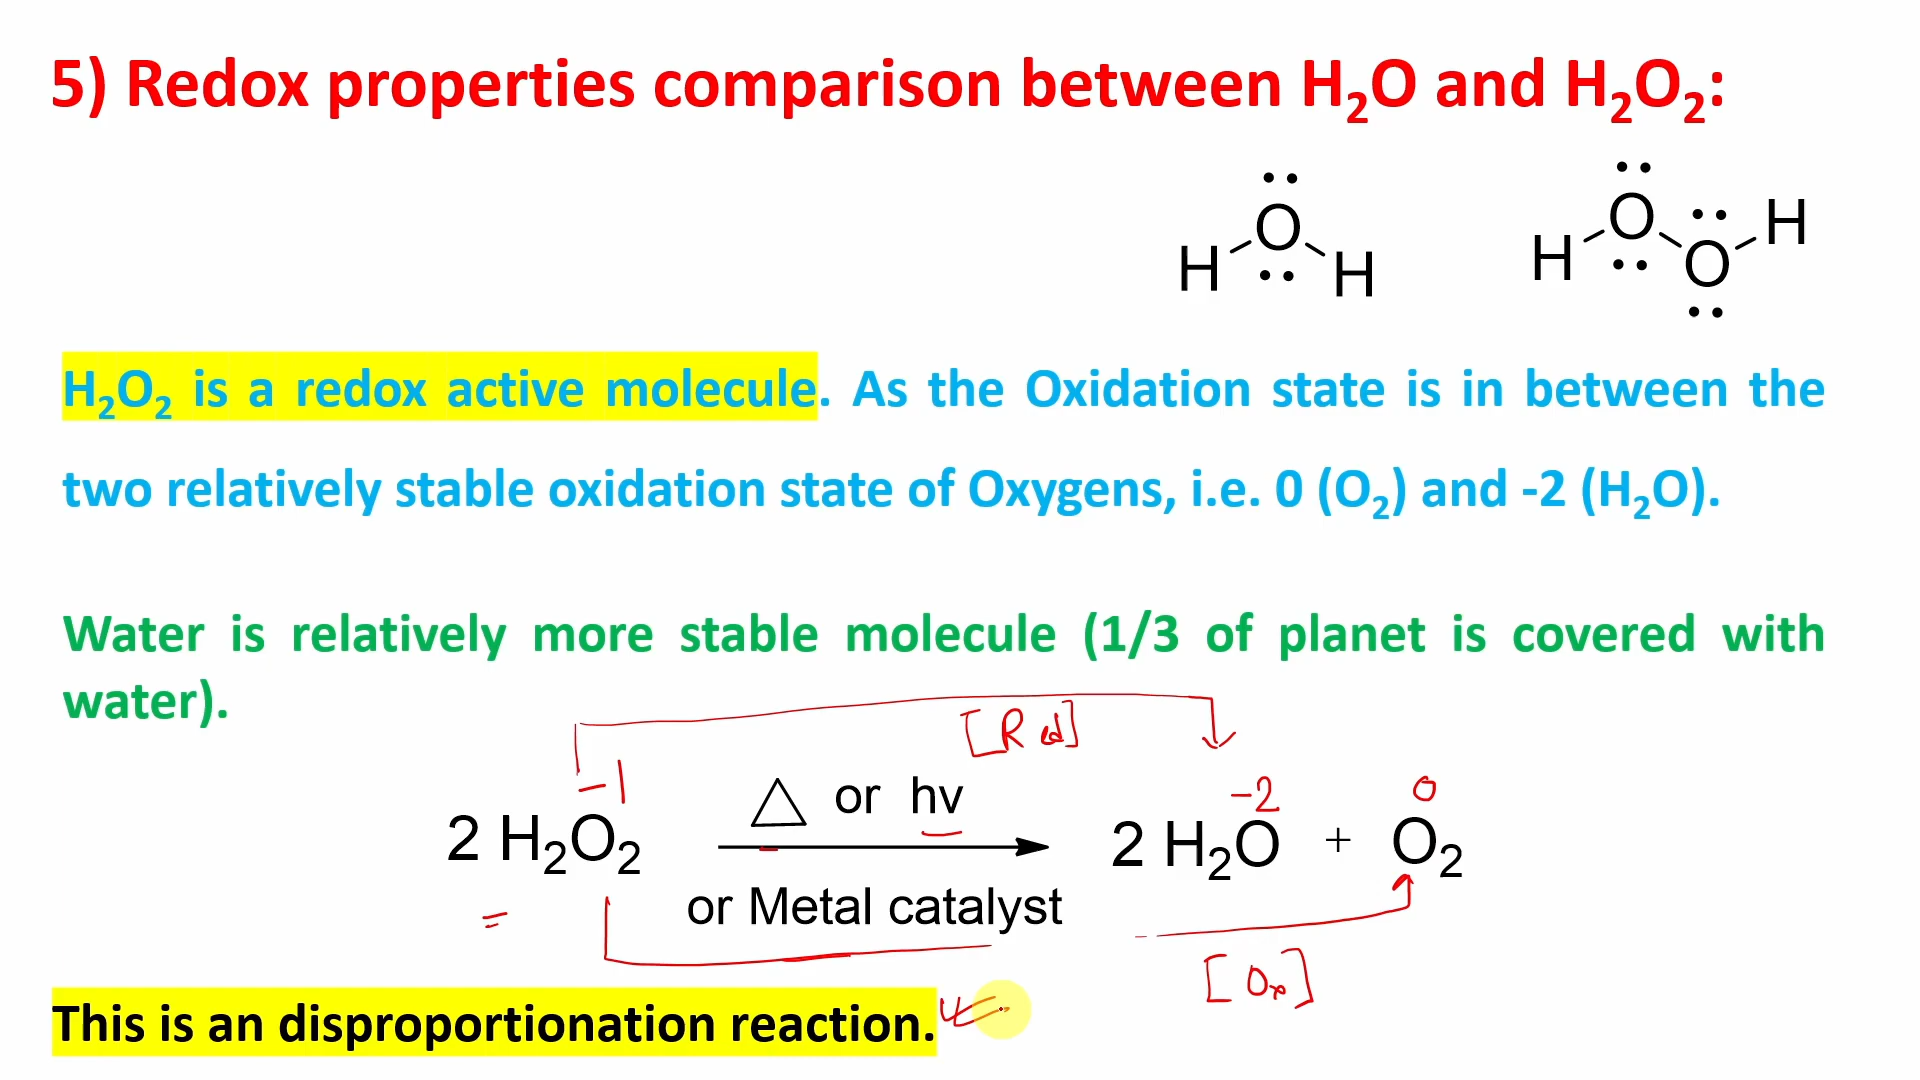 5) Redox properties comparison between H₂O and H₂O₂:
H O H
H O O H
H₂O₂ is a redox active molecule. As the Oxidation state is in between the
two relatively stable oxidation state of Oxygens, i.e. 0 (O₂) and -2 (H₂O).
Water is relatively more stable molecule (1/3 of planet is covered with
water).
[Red]
-1 -2 0
△ or hv
2 H₂O₂ → 2 H₂O + O₂
or Metal catalyst
[Ox]
This is an disproportionation reaction.